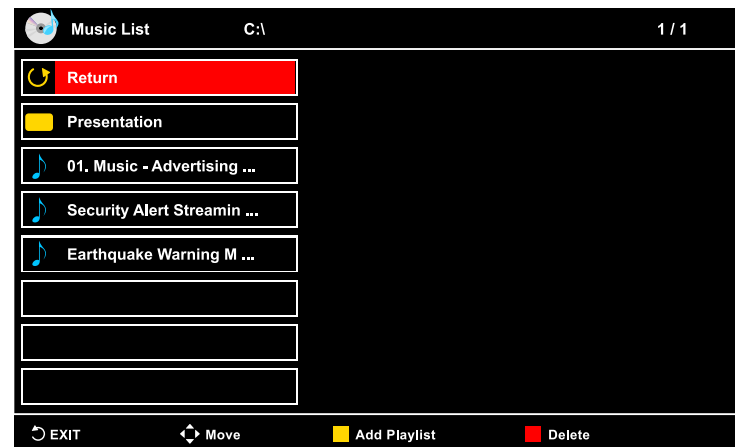 Music List C:\ 1 / 1
Return
Presentation
01. Music - Advertising ...
Security Alert Streamin ...
Earthquake Warning M ...
EXIT Move Add Playlist Delete